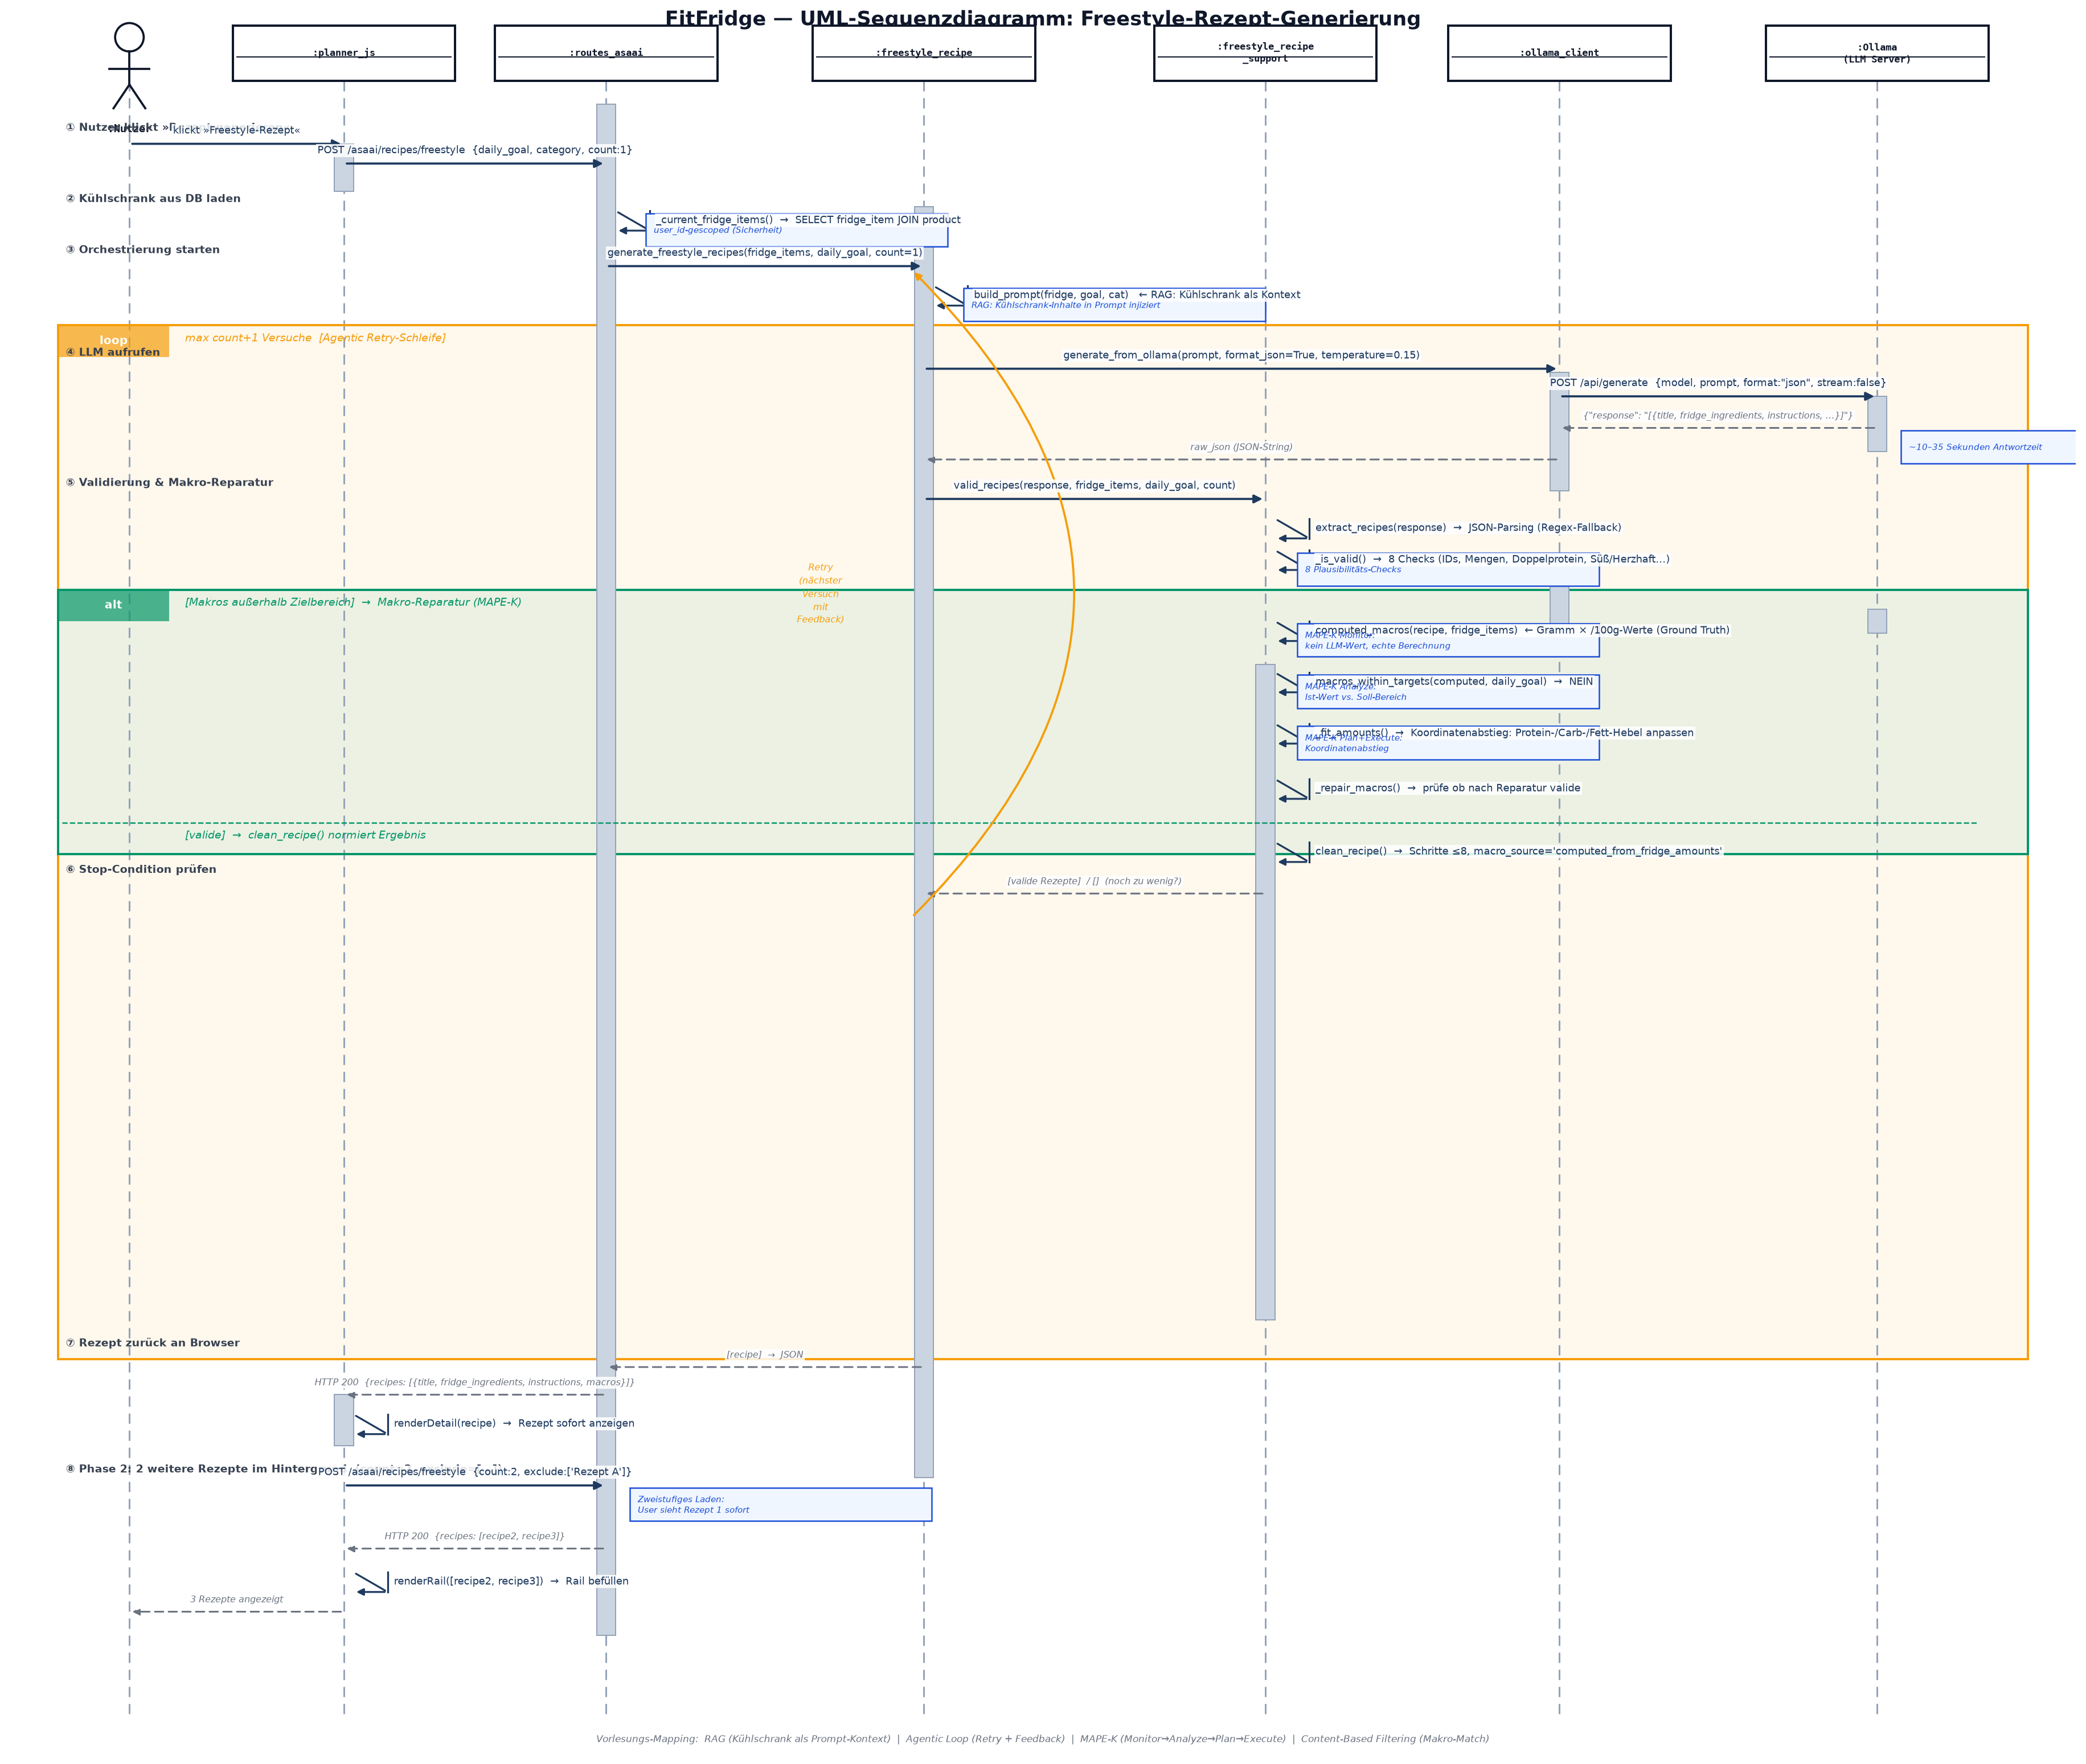 FitFridge — UML-Sequenzdiagramm: Freestyle-Rezept-Generierung
:planner_js
:routes_asaai
:freestyle_recipe
:freestyle_recipe
_support
:ollama_client
:Ollama
(LLM Server)
① Nutzer klickt
:Nutzer
klickt »Freestyle-Rezept«
POST /asaai/recipes/freestyle {daily_goal, category, count:1}
② Kühlschrank aus DB laden
_current_fridge_items() → SELECT fridge_item JOIN product
user_id-gescoped (Sicherheit)
③ Orchestrierung starten
generate_freestyle_recipes(fridge_items, daily_goal, count=1)
build_prompt(fridge, goal, cat) ← RAG: Kühlschrank als Kontext
RAG: Kühlschrank-Inhalte in Prompt injiziert
loop
max count+1 Versuche [Agentic Retry-Schleife]
④ LLM aufrufen
generate_from_ollama(prompt, format_json=True, temperature=0.15)
POST /api/generate {model, prompt, format:"json", stream:false}
{"response": "[{title, fridge_ingredients, instructions, ...}]"}
~10–35 Sekunden Antwortzeit
raw_json (JSON-String)
⑤ Validierung & Makro-Reparatur
valid_recipes(response, fridge_items, daily_goal, count)
extract_recipes(response) → JSON-Parsing (Regex-Fallback)
_is_valid() → 8 Checks (IDs, Mengen, Doppelprotein, Süß/Herzhaft…)
8 Plausibilitäts-Checks
Retry
(nächster
Versuch
mit
Feedback)
alt
[Makros außerhalb Zielbereich] → Makro-Reparatur (MAPE-K)
computed_macros(recipe, fridge_items) ← Gramm × /100g-Werte (Ground Truth)
MAPE-K Monitor:
kein LLM-Wert, echte Berechnung
macros_within_targets(computed, daily_goal) → NEIN
MAPE-K Analyze:
Ist-Wert vs. Soll-Bereich
_fit_amounts() → Koordinatenabstieg: Protein-/Carb-/Fett-Hebel anpassen
MAPE-K Plan+Execute:
Koordinatenabstieg
_repair_macros() → prüfe ob nach Reparatur valide
[valide] → clean_recipe() normiert Ergebnis
clean_recipe() → Schritte ≤8, macro_source='computed_from_fridge_amounts'
⑥ Stop-Condition prüfen
[valide Rezepte] / [] (noch zu wenig?)
⑦ Rezept zurück an Browser
[recipe] → JSON
HTTP 200 {recipes: [{title, fridge_ingredients, instructions, macros}]}
renderDetail(recipe) → Rezept sofort anzeigen
⑧ Phase 2: 2 weitere Rezepte im
POST /asaai/recipes/freestyle {count:2, exclude:['Rezept A']}
Zweistufiges Laden:
User sieht Rezept 1 sofort
HTTP 200 {recipes: [recipe2, recipe3]}
renderRail([recipe2, recipe3]) → Rail befüllen
3 Rezepte angezeigt
Vorlesungs-Mapping: RAG (Kühlschrank als Prompt-Kontext) | Agentic Loop (Retry + Feedback) | MAPE-K (Monitor→Analyze→Plan→Execute) | Content-Based Filtering (Makro-Match)